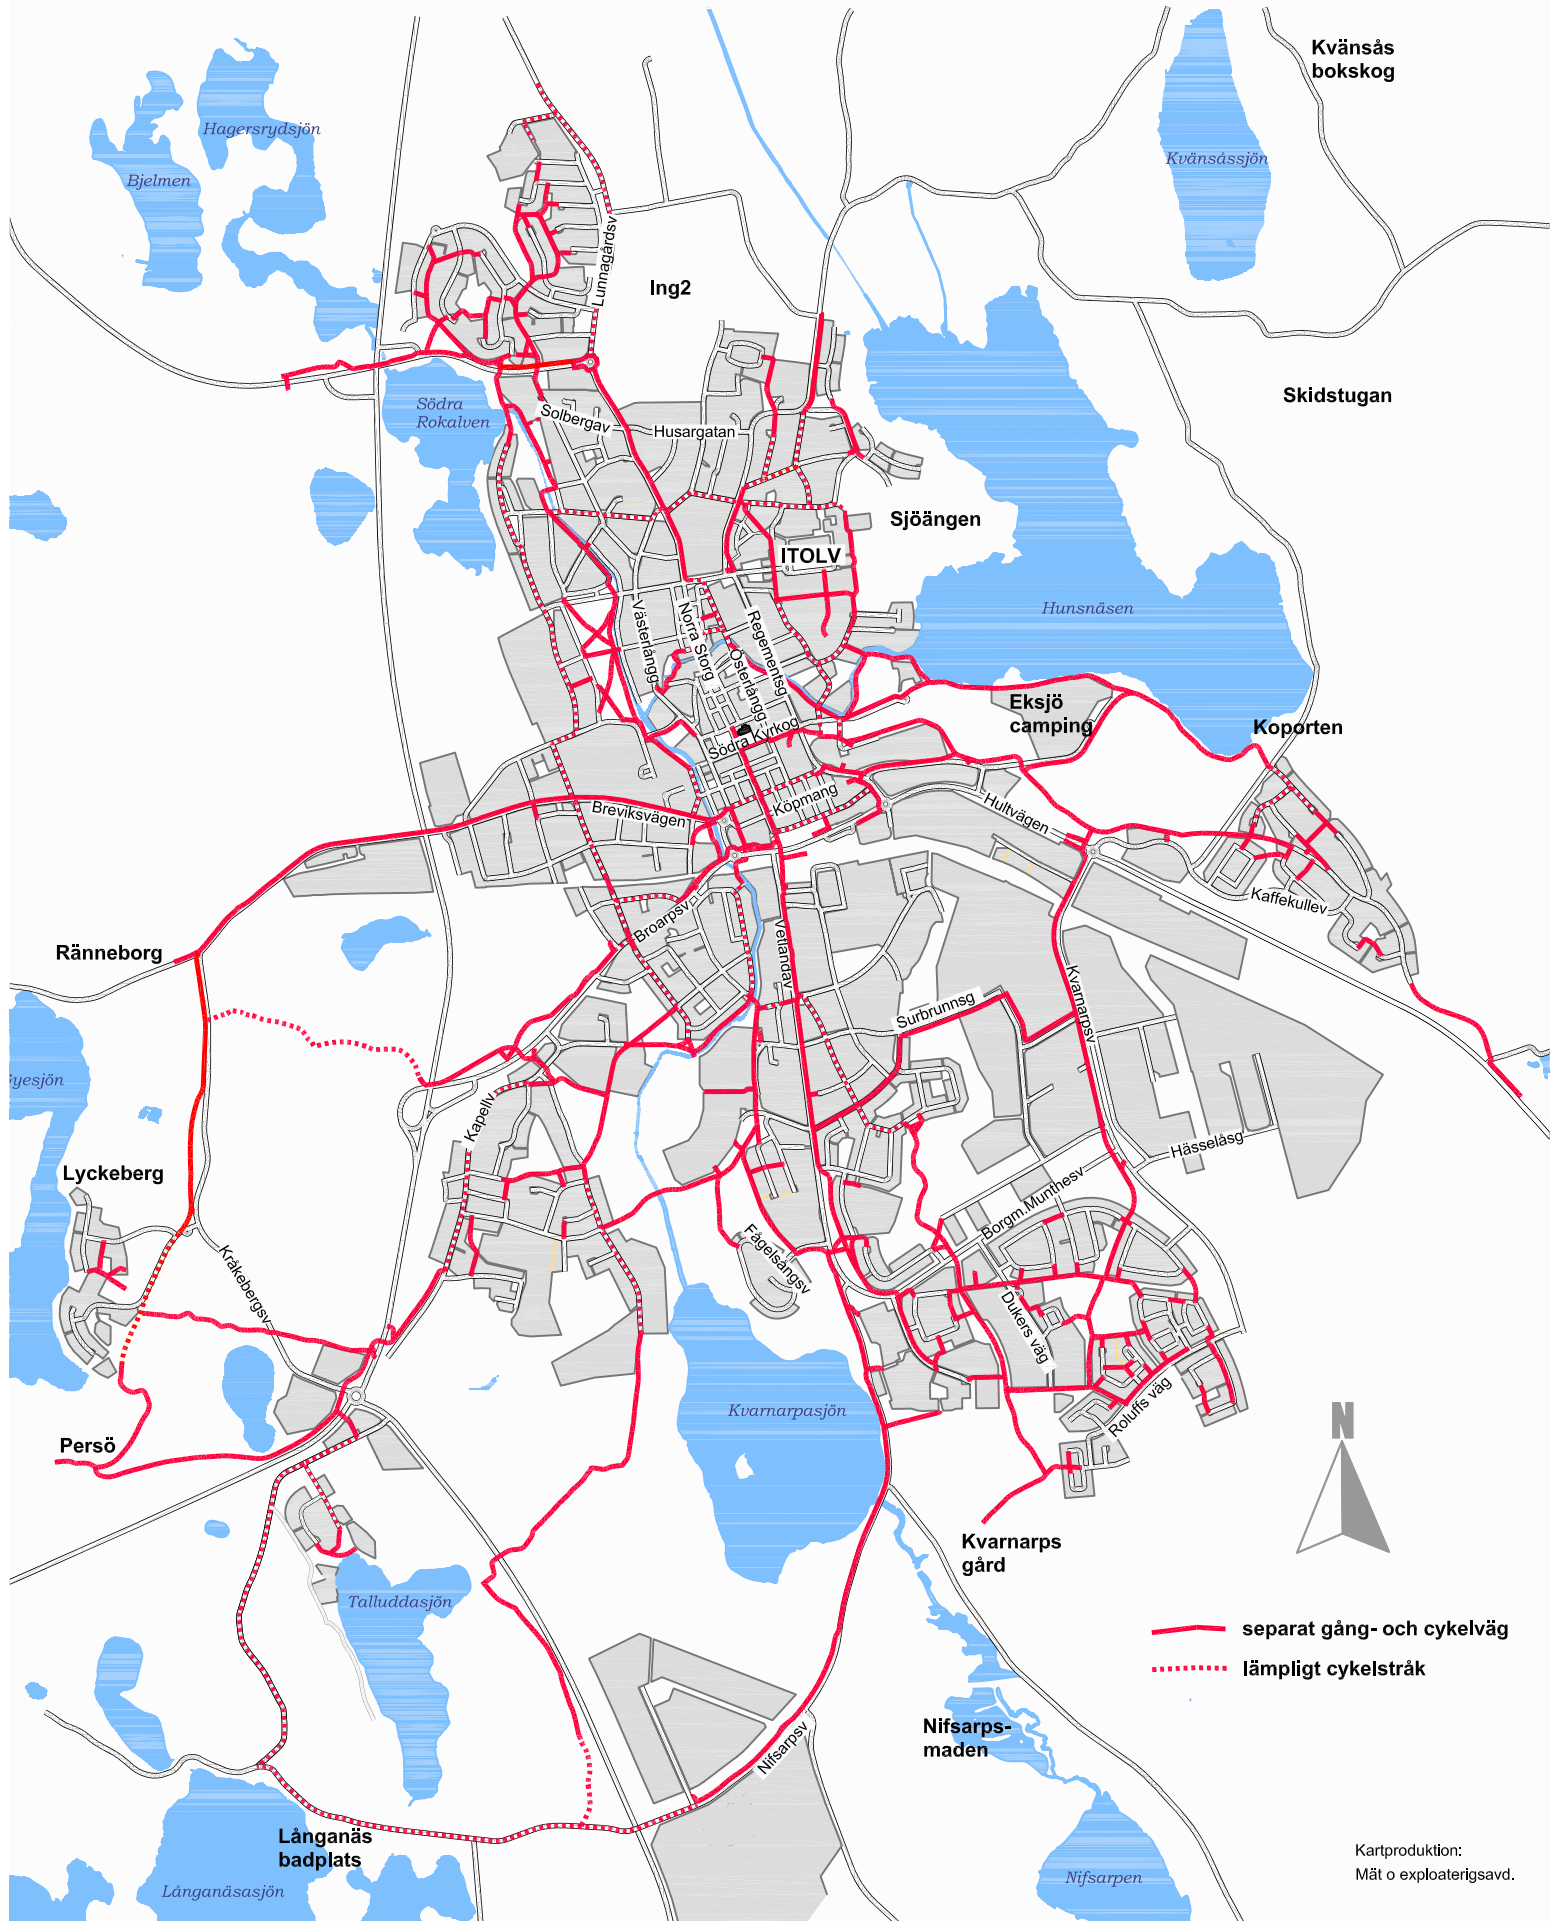 Kvänsås
bokskog
Hagersrydsjön
Kvänsåssjön
Bjelmen
Lunnagårdsv
Ing2
Skidstugan
Södra
Rokalven
Solbergav
Husargatan
Sjöängen
ITOLV
Hunsnäsen
Västerlångg
Norra Storg
Österlångg
Regementsg
Eksjö
camping
Koporten
Södra Kyrkog
Köpmang
Breviksvägen
Hultvägen
Kaffekullev
Broarpsv
Ränneborg
Vetlandav
Kvarnarpsv
Surbrunnsg
yesjön
Kapellv
Hässelåsg
Lyckeberg
Borgm.Munthesv
Fågelsångsv
Kråkebergsv
Dukers väg
Roluffs väg
Kvarnarpasjön
N
Persö
Kvarnarps
gård
Talluddasjön
separat gång- och cykelväg
lämpligt cykelstråk
Nifsarps-
maden
Nifsarpsv
Långanäs
badplats
Långanäsasjön
Nifsarpen
Kartproduktion:
Mät o exploaterigsavd.